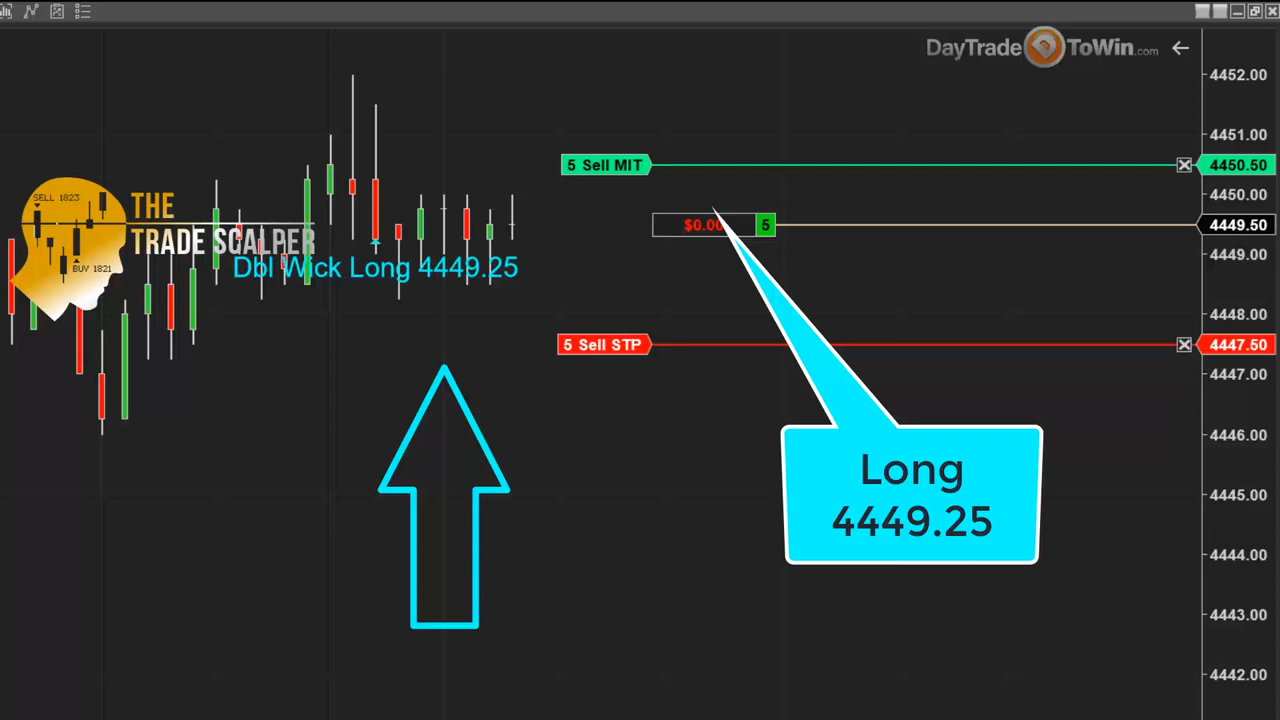 DayTrade ToWin.com
4452.00
4451.00
5 Sell MIT
4450.50
4450.00
SELL 1823
THE
$0.00 5
4449.50
TRADE SCALPER
4449.00
Dbl Wick Long 4449.25
BUY 1821
4448.00
5 Sell STP
4447.50
4447.00
4446.00
Long
4449.25
4445.00
4444.00
4443.00
4442.00